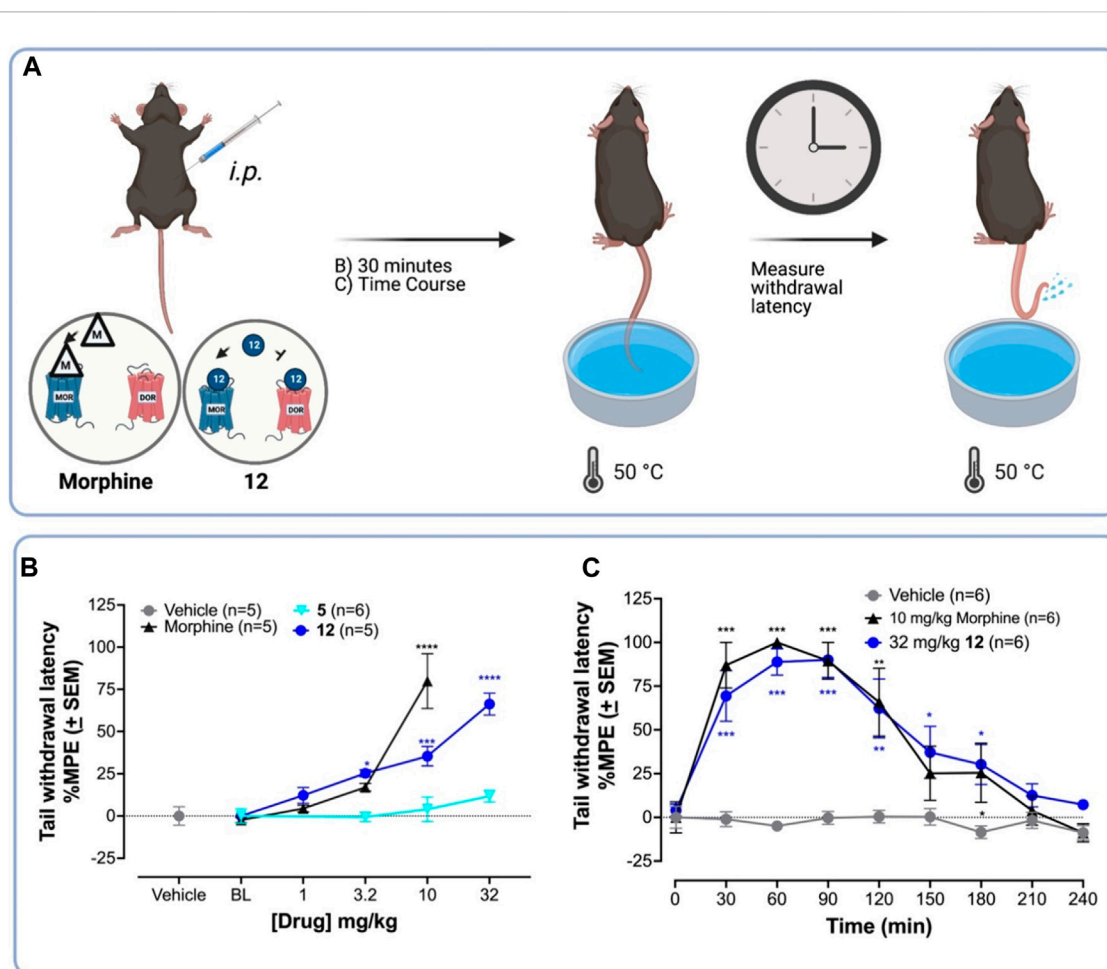 A
i.p.
B) 30 minutes
C) Time Course
Measure
withdrawal
latency
M
M
MOR
DOR
12
12
12
MOR
DOR
Morphine
12
50 °C
50 °C
B
Vehicle (n=5)
Morphine (n=5)
5 (n=6)
12 (n=5)
Tail withdrawal latency
%MPE (± SEM)
125
100
75
50
25
0
-25
****
****
***
*
Vehicle
BL
1
3.2
10
32
[Drug] mg/kg
C
Vehicle (n=6)
10 mg/kg Morphine (n=6)
32 mg/kg 12 (n=6)
Tail withdrawal latency
%MPE (± SEM)
125
100
75
50
25
0
-25
***
***
***
**
***
***
***
**
*
*
*
0
30
60
90
120
150
180
210
240
Time (min)